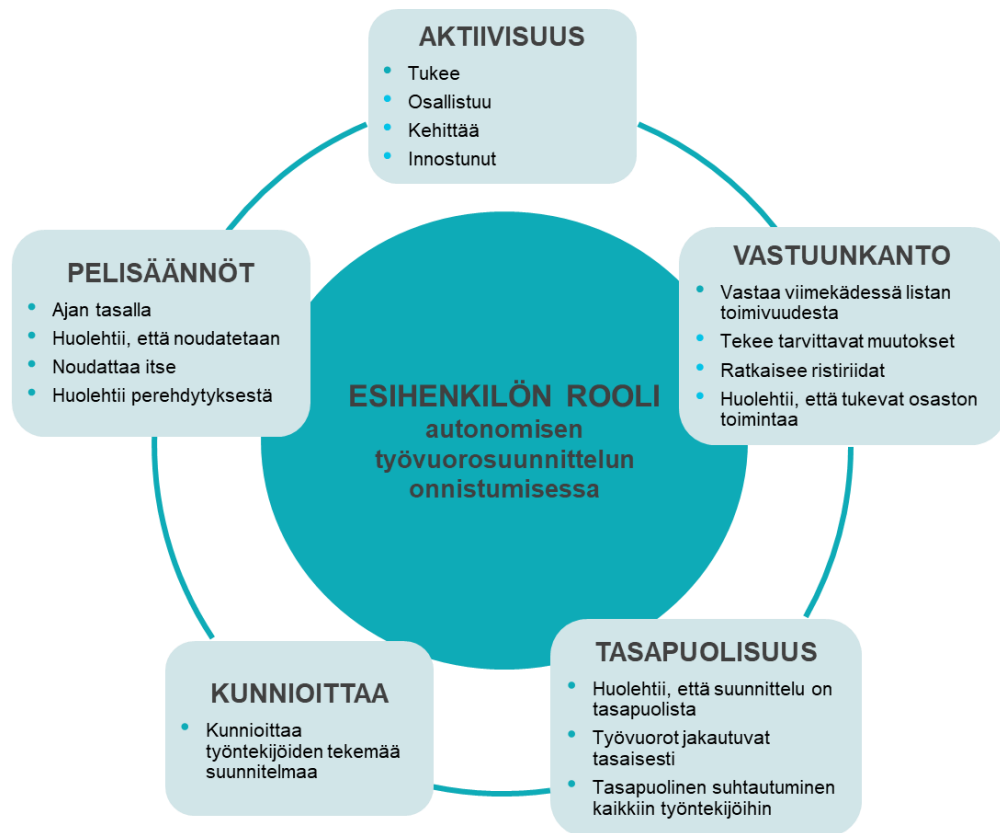 AKTIIVISUUS
Tukee
Osallistuu
Kehittää
Innostunut
PELISÄÄNNÖT
Ajan tasalla
Huolehtii, että noudatetaan
Noudattaa itse
Huolehtii perehdytyksestä
VASTUUNKANTO
Vastaa viimekädessä listan
toimivuudesta
Tekee tarvittavat muutokset
Ratkaisee ristiriidat
Huolehtii, että tukevat osaston
toimintaa
ESIHENKILÖN ROOLI
autonomisen
työvuorosuunnittelun
onnistumisessa
KUNNIOITTAA
Kunnioittaa
työntekijöiden tekemää
suunnitelmaa
TASAPUOLISUUS
Huolehtii, että suunnittelu on
tasapuolista
Työvuorot jakautuvat
tasaisesti
Tasapuolinen suhtautuminen
kaikkiin työntekijöihin